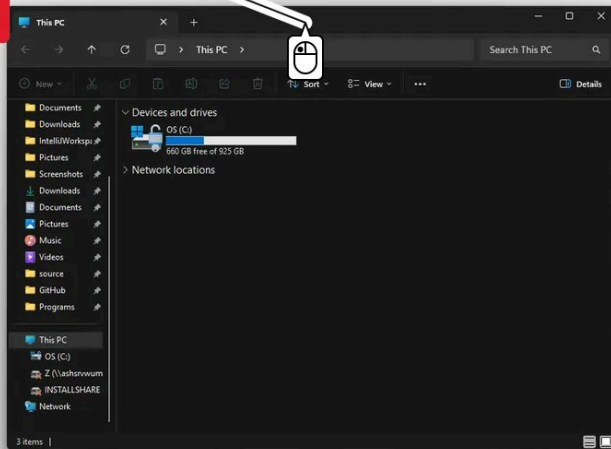 This PC
This PC
Search This PC
New
Sort
View
Details
Documents
Downloads
Pictures
Screenshots
Downloads
Documents
Pictures
Music
Videos
source
GitHub
Programs
This PC
OS (C:)
Z (\\ashsrvwum
INSTALLSHARE
Network
Devices and drives
OS (C:)
660 GB free of 925 GB
Network locations
3 items